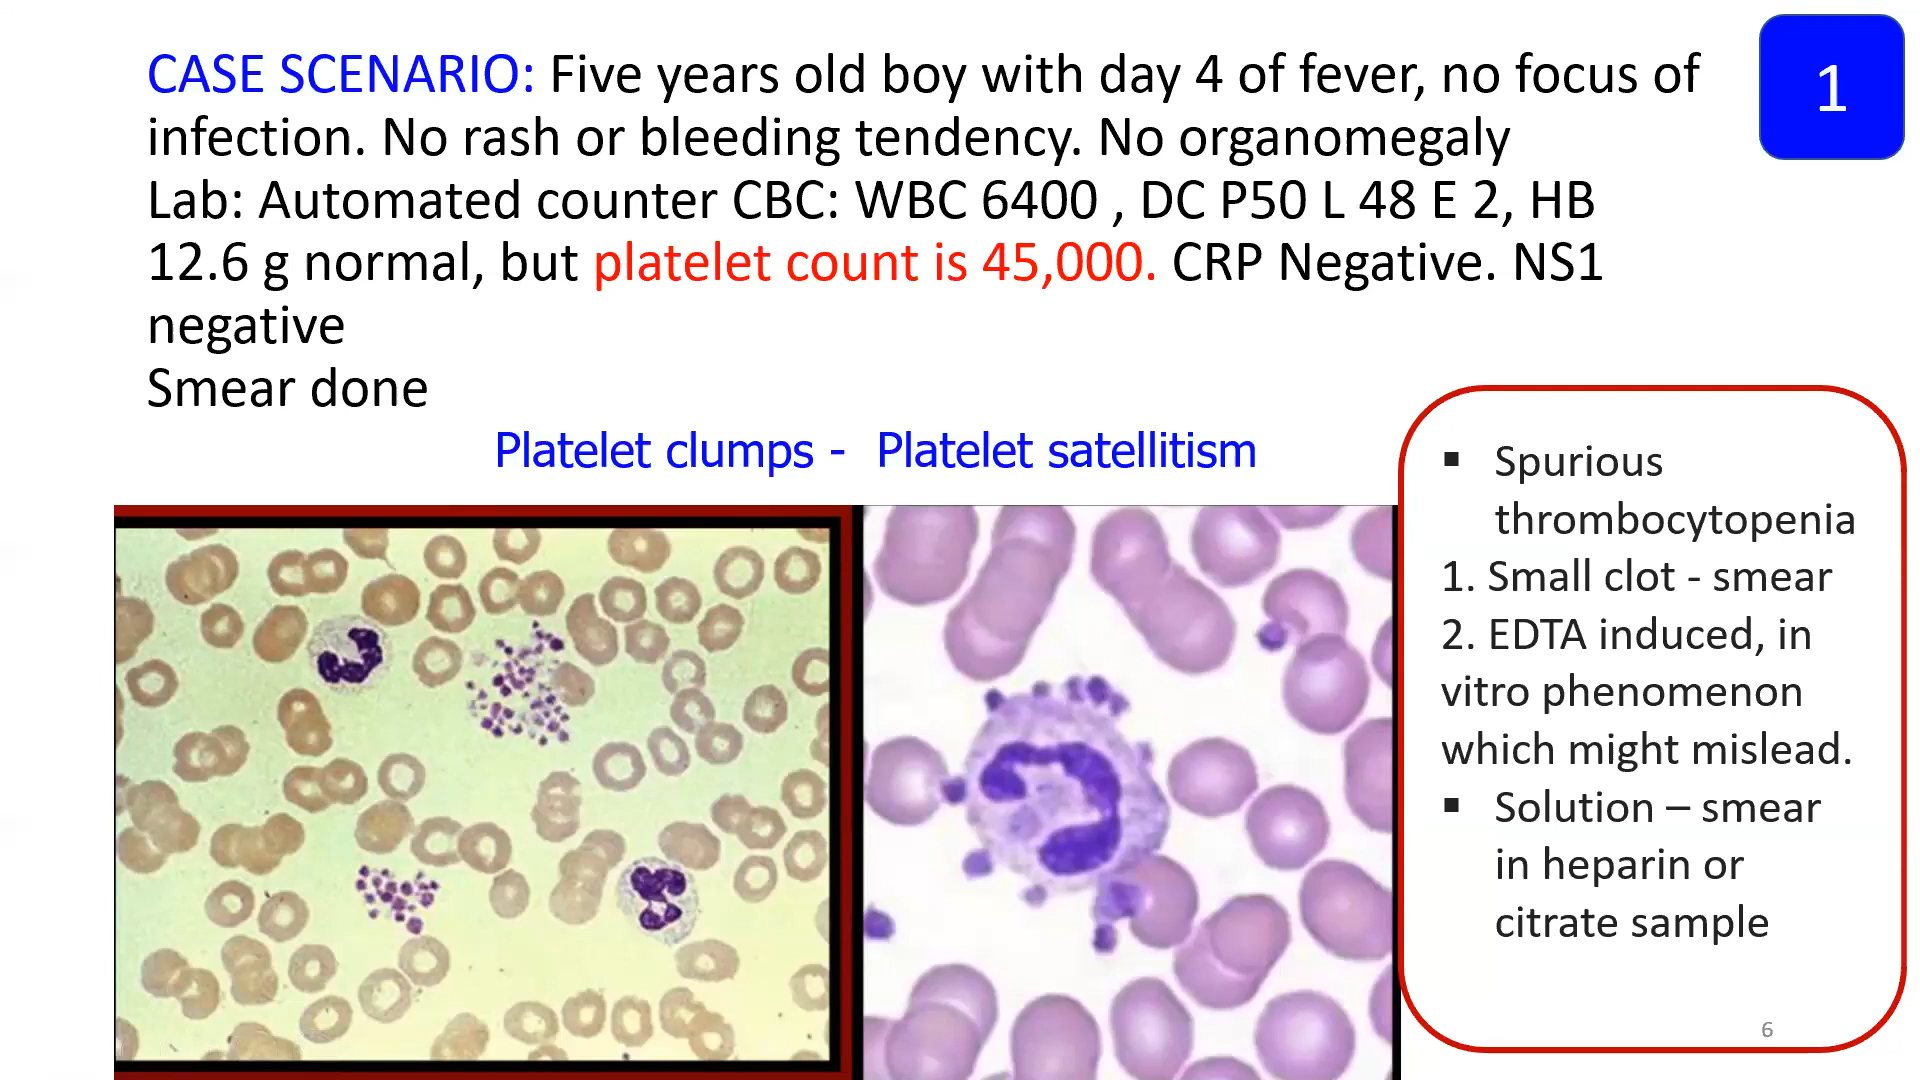 CASE SCENARIO: Five years old boy with day 4 of fever, no focus of
infection. No rash or bleeding tendency. No organomegaly
Lab: Automated counter CBC: WBC 6400 , DC P50 L 48 E 2, HB
12.6 g normal, but platelet count is 45,000. CRP Negative. NS1
negative
Smear done
1
Platelet clumps - Platelet satellitism
▪ Spurious
thrombocytopenia
1. Small clot - smear
2. EDTA induced, in
vitro phenomenon
which might mislead.
▪ Solution – smear
in heparin or
citrate sample
6